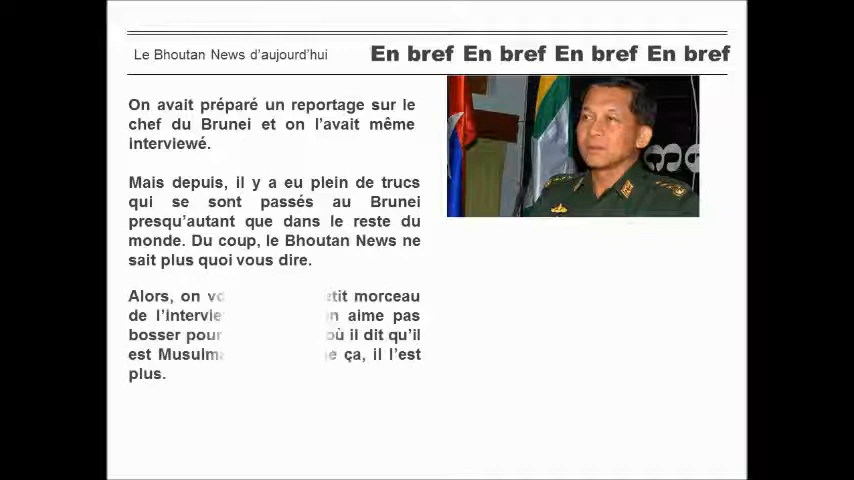 Le Bhoutan News d'aujourd'hui
En bref En bref En bref En bref
On avait préparé un reportage sur le
chef du Brunei et on l'avait même
interviewé.
Mais depuis, il y a eu plein de trucs
qui se sont passés au Brunei
presqu'autant que dans le reste du
monde. Du coup, le Bhoutan News ne
sait plus quoi vous dire.
Alors, on morceau
de aime pas
bosser pour où il dit qu'il
est ça, il l'est
plus.